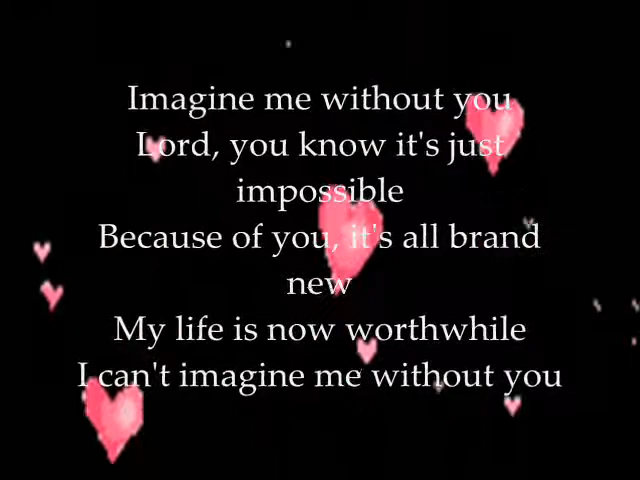 Imagine me without you
Lord, you know it's just
impossible
Because of you, it's all brand
new
My life is now worthwhile
I can't imagine me without you